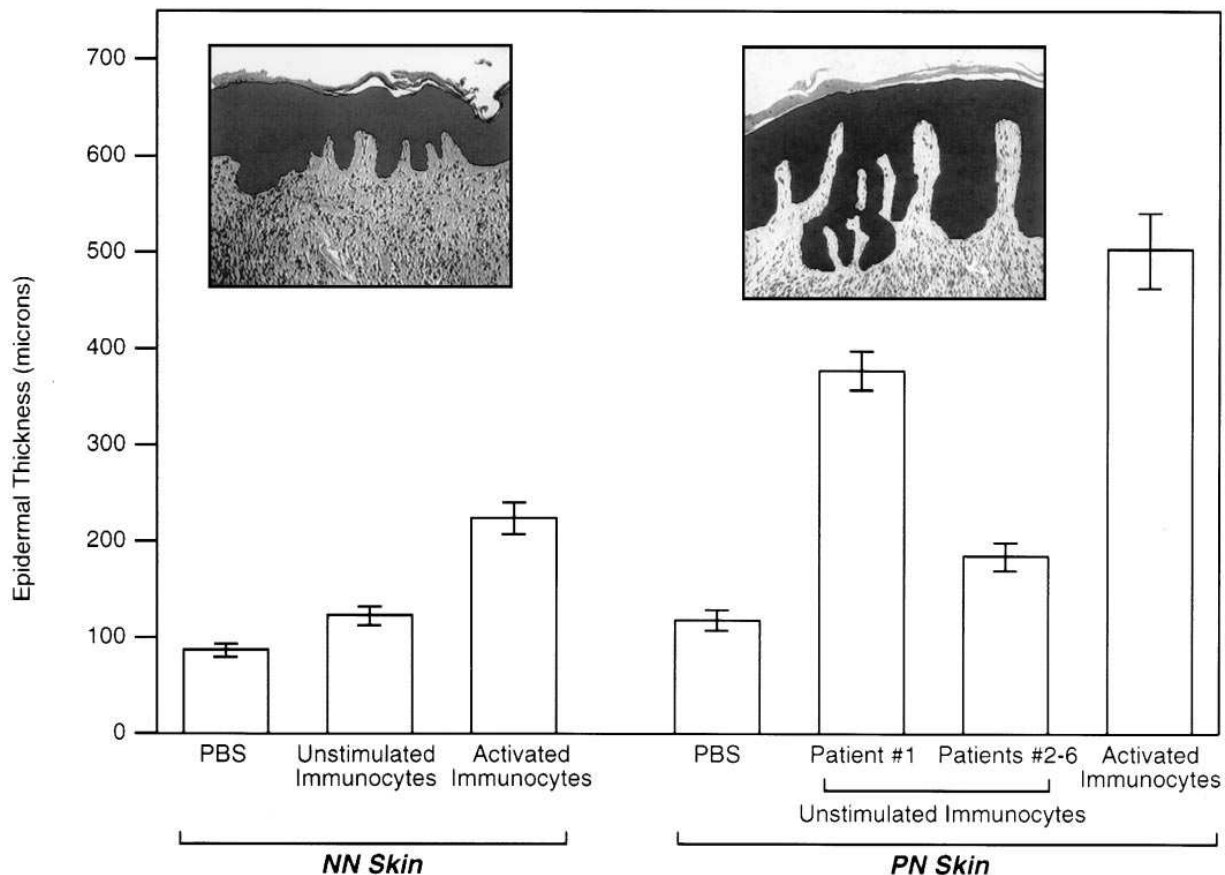 Epidermal Thickness (microns)
700
600
500
400
300
200
100
0
PBS
Unstimulated
Immunocytes
Activated
Immunocytes
NN Skin
PBS
Patient #1
Patients #2-6
Unstimulated Immunocytes
Activated
Immunocytes
PN Skin